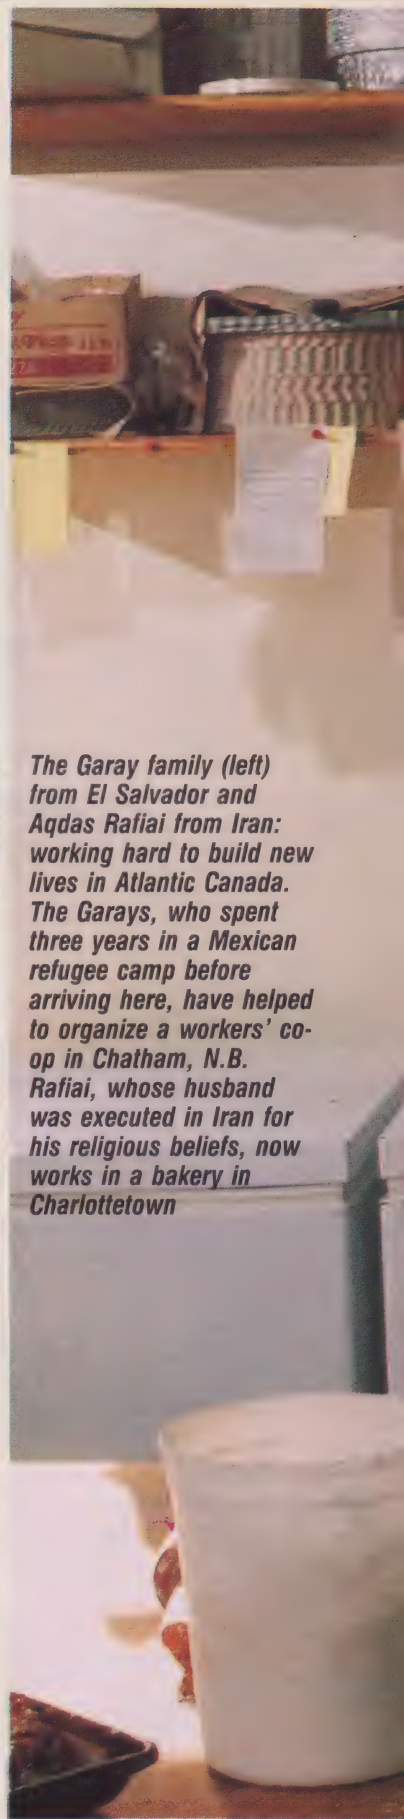 The Garay family (left)
from El Salvador and
Aqdas Rafiai from Iran:
working hard to build new
lives in Atlantic Canada.
The Garays, who spent
three years in a Mexican
refugee camp before
arriving here, have helped
to organize a workers' co-
op in Chatham, N.B.
Rafiai, whose husband
was executed in Iran for
his religious beliefs, now
works in a bakery in
Charlottetown